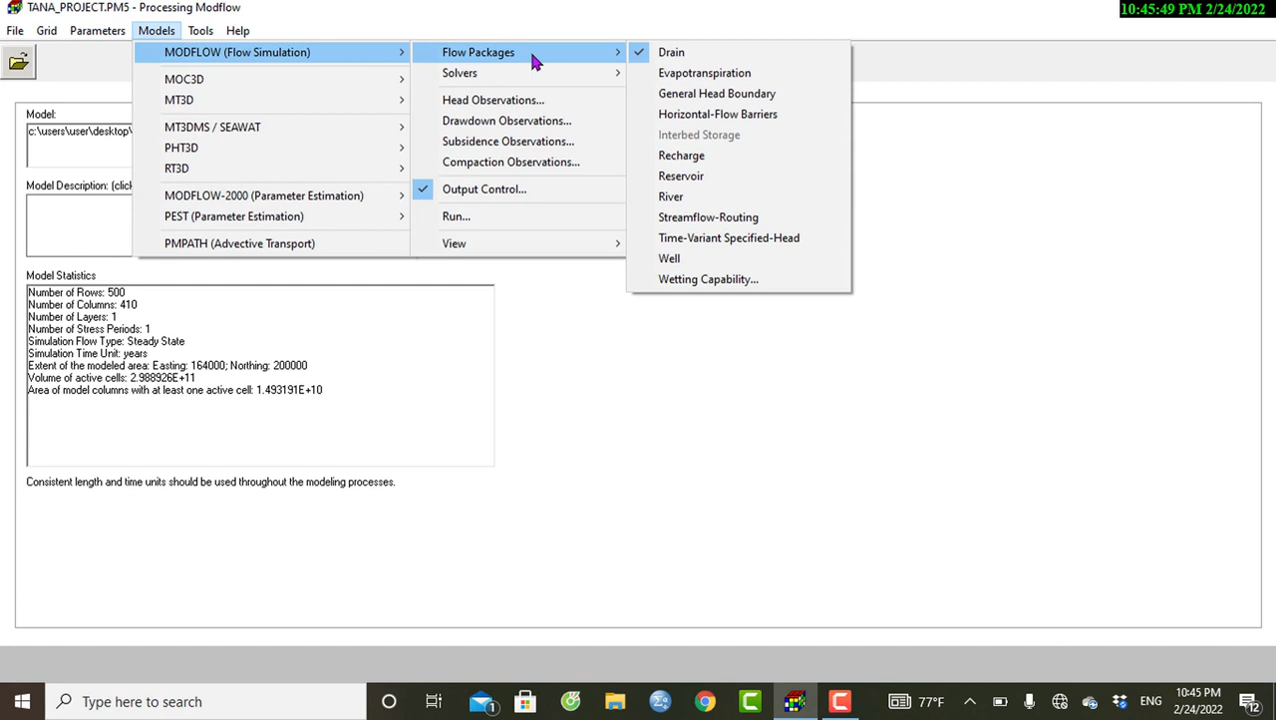 TANA_PROJECT.PM5 - Processing Modflow
10:45:49 PM 2/24/2022
File Grid Parameters Models Tools Help
MODFLOW (Flow Simulation)
MOC3D
MT3D
MT3DMS / SEAWAT
PHT3D
RT3D
MODFLOW-2000 (Parameter Estimation)
PEST (Parameter Estimation)
PMPATH (Advective Transport)
Flow Packages
Solvers
Head Observations...
Drawdown Observations...
Subsidence Observations...
Compaction Observations...
Output Control...
Run...
View
Drain
Evapotranspiration
General Head Boundary
Horizontal-Flow Barriers
Interbed Storage
Recharge
Reservoir
River
Streamflow-Routing
Time-Variant Specified-Head
Well
Wetting Capability...
Model:
c:\users\user\desktop\
Model Description: (clic
Model Statistics
Number of Rows: 500
Number of Columns: 410
Number of Layers: 1
Number of Stress Periods: 1
Simulation Flow Type: Steady State
Simulation Time Unit: years
Extent of the modeled area: Easting: 164000; Northing: 200000
Volume of active cells: 2.988926E+11
Area of model columns with at least one active cell: 1.493191E+10
Consistent length and time units should be used throughout the modeling processes.
Type here to search
1
77°F
ENG
10:45 PM
2/24/2022
12